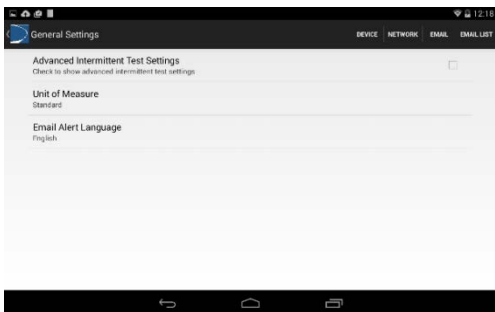 12:18
General Settings
DEVICE NETWORK EMAIL EMAIL LIST
Advanced Intermittent Test Settings
Check to show advanced intermittent test settings
Unit of Measure
Standard
Email Alert Language
English